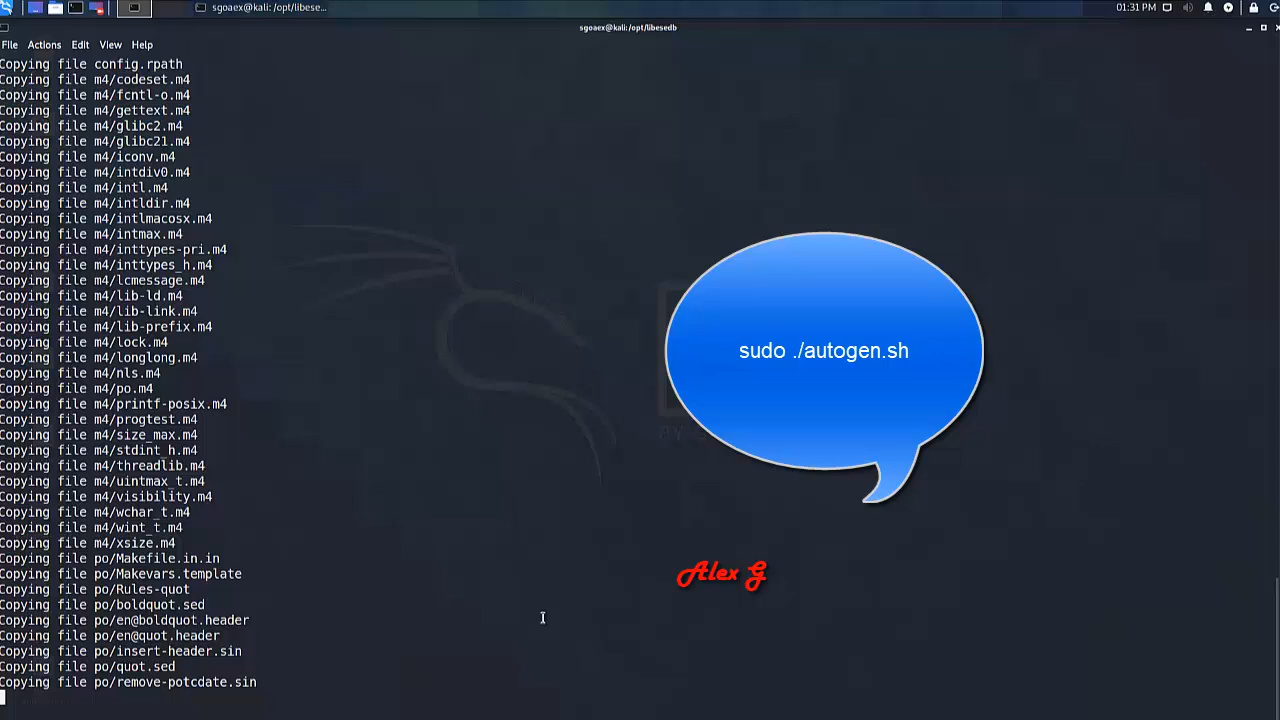 sgoaex@kali: /opt/libese...
01:31 PM
sgoaex@kali:/opt/libesedb
File Actions Edit View Help
Copying file config.rpath
Copying file m4/codeset.m4
Copying file m4/fcntl-o.m4
Copying file m4/gettext.m4
Copying file m4/glibc2.m4
Copying file m4/glibc21.m4
Copying file m4/iconv.m4
Copying file m4/intdiv0.m4
Copying file m4/intl.m4
Copying file m4/intldir.m4
Copying file m4/intlmacosx.m4
Copying file m4/intmax.m4
Copying file m4/inttypes-pri.m4
Copying file m4/inttypes_h.m4
Copying file m4/lcmessage.m4
Copying file m4/lib-ld.m4
Copying file m4/lib-link.m4
Copying file m4/lib-prefix.m4
Copying file m4/lock.m4
Copying file m4/longlong.m4
Copying file m4/nls.m4
Copying file m4/po.m4
Copying file m4/printf-posix.m4
Copying file m4/progtest.m4
Copying file m4/size_max.m4
Copying file m4/stdint_h.m4
Copying file m4/threadlib.m4
Copying file m4/uintmax_t.m4
Copying file m4/visibility.m4
Copying file m4/wchar_t.m4
Copying file m4/wint_t.m4
Copying file m4/xsize.m4
Copying file po/Makefile.in.in
Copying file po/Makevars.template
Copying file po/Rules-quot
Copying file po/boldquot.sed
Copying file po/en@boldquot.header
Copying file po/en@quot.header
Copying file po/insert-header.sin
Copying file po/quot.sed
Copying file po/remove-potcdate.sin
sudo ./autogen.sh
Alex G